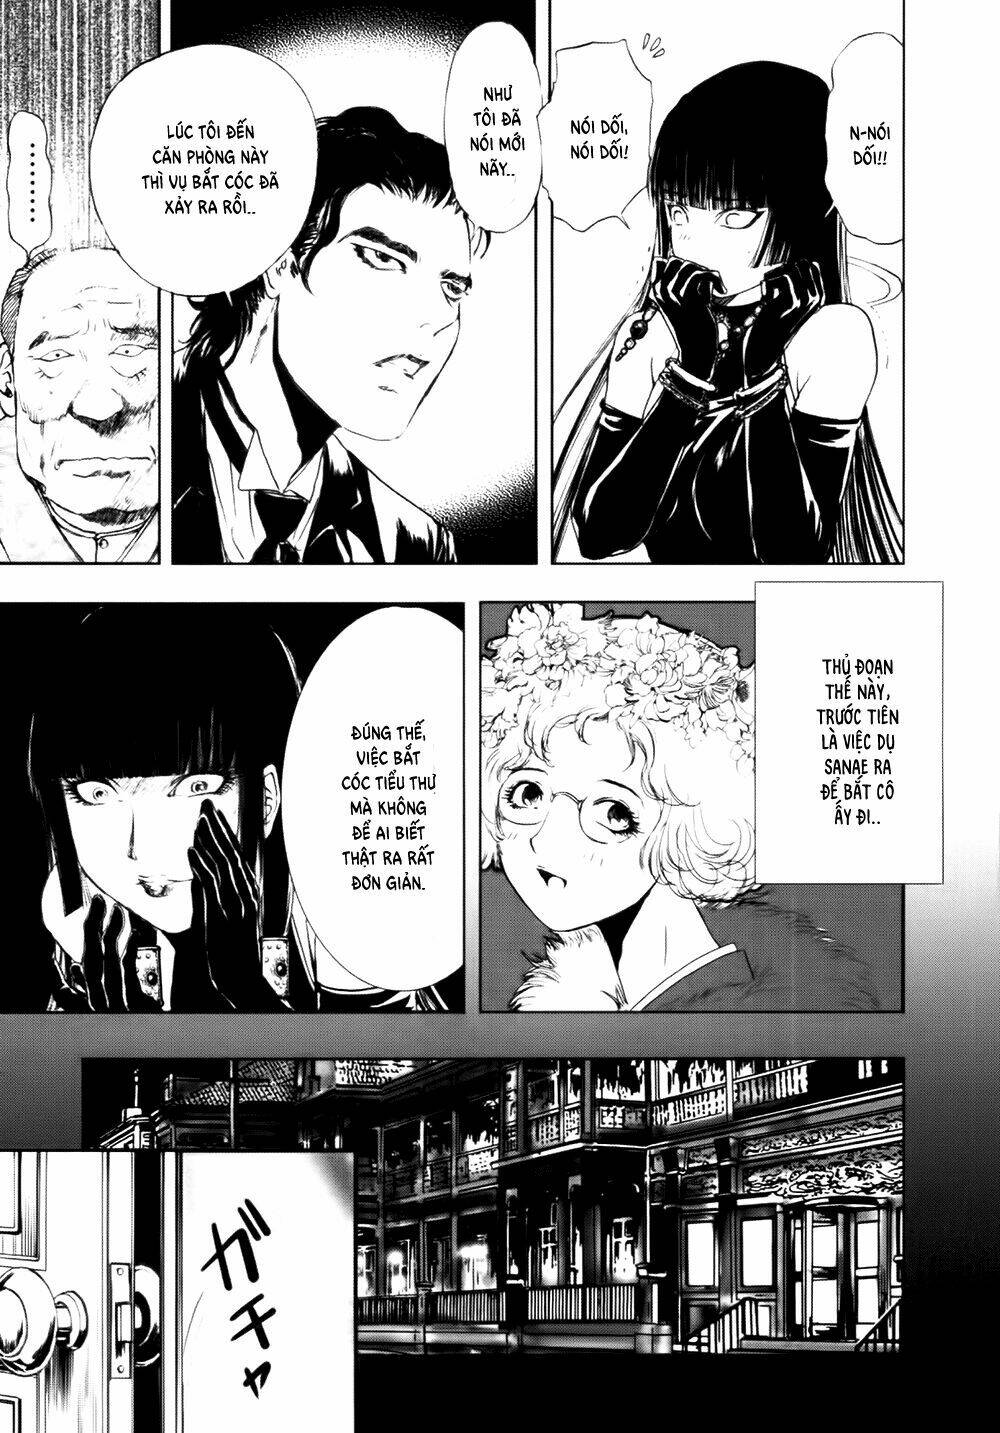 N-NÓI
DỐI!!
NÓI DỐI,
NÓI DỐI!
NHƯ
TÔI ĐÃ
NÓI MỚI
NÃY..
LÚC TÔI ĐẾN
CĂN PHÒNG NÀY
THÌ VỤ BẮT CÓC ĐÃ
XẢY RA RỒI..
.........
THỦ ĐOẠN
THẾ NÀY,
TRƯỚC TIÊN
LÀ VIỆC DỤ
SANAE RA
ĐỂ BẮT CÔ
ẤY ĐI..
ĐÚNG THẾ,
VIỆC BẮT
CÓC TIỂU THƯ
MÀ KHÔNG
ĐỂ AI BIẾT
THẬT RA RẤT
ĐƠN GIẢN.
ガチャ